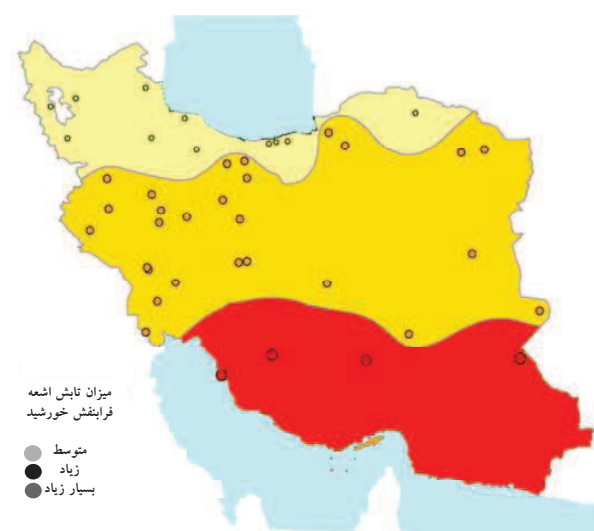 میزان تابش اشعه
فرابنفش خورشید
متوسط
زیاد
بسیار زیاد